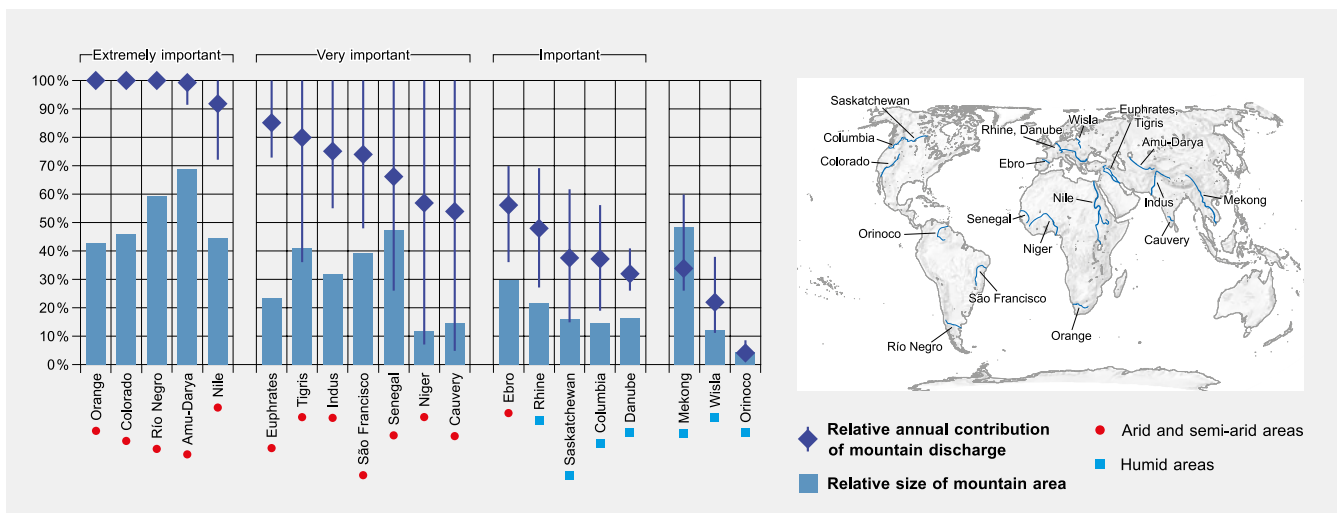 Extremely important
Very important
Important
100%
90%
80%
70%
60%
50%
40%
30%
20%
10%
0%
Orange
Colorado
Río Negro
Amu-Darya
Nile
Euphrates
Tigris
Indus
São Francisco
Senegal
Niger
Cauvery
Ebro
Rhine
Saskatchewan
Columbia
Danube
Mekong
Wisla
Orinoco
Saskatchewan
Columbia
Colorado
Orinoco
Río Negro
São Francisco
Rhine, Danube
Wisla
Euphrates,
Tigris
Amu-Darya
Ebro
Nile
Senegal
Niger
Indus
Mekong
Cauvery
Orange
Relative annual contribution
of mountain discharge
Relative size of mountain area
Arid and semi-arid areas
Humid areas